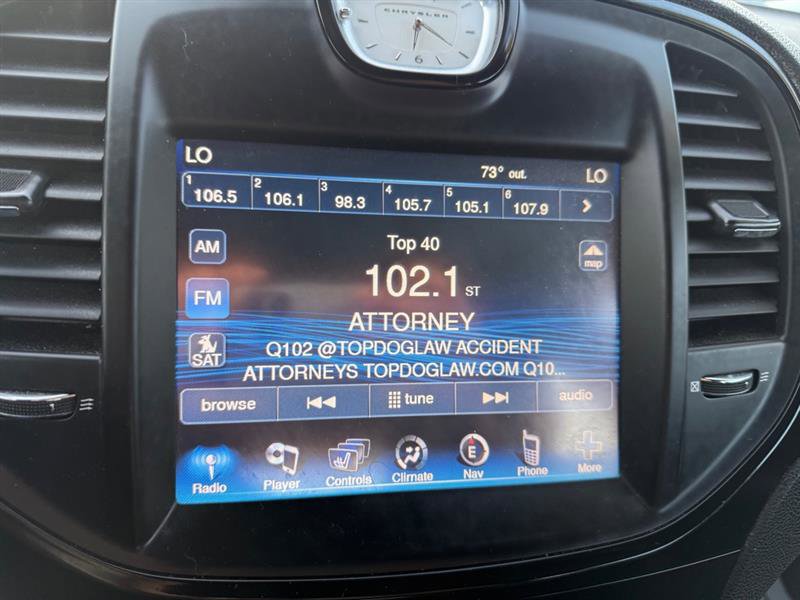 CHRYSLER
6
LO 73° out. LO
1 106.5 2 106.1 3 98.3 4 105.7 5 105.1 6 107.9
AM Top 40 map
FM 102.1 ST
ATTORNEY
SAT Q102 @TOPDOGLAW ACCIDENT
ATTORNEYS TOPDOGLAW.COM Q10...
browse tune audio
Radio Player Controls Climate E Nav Phone More